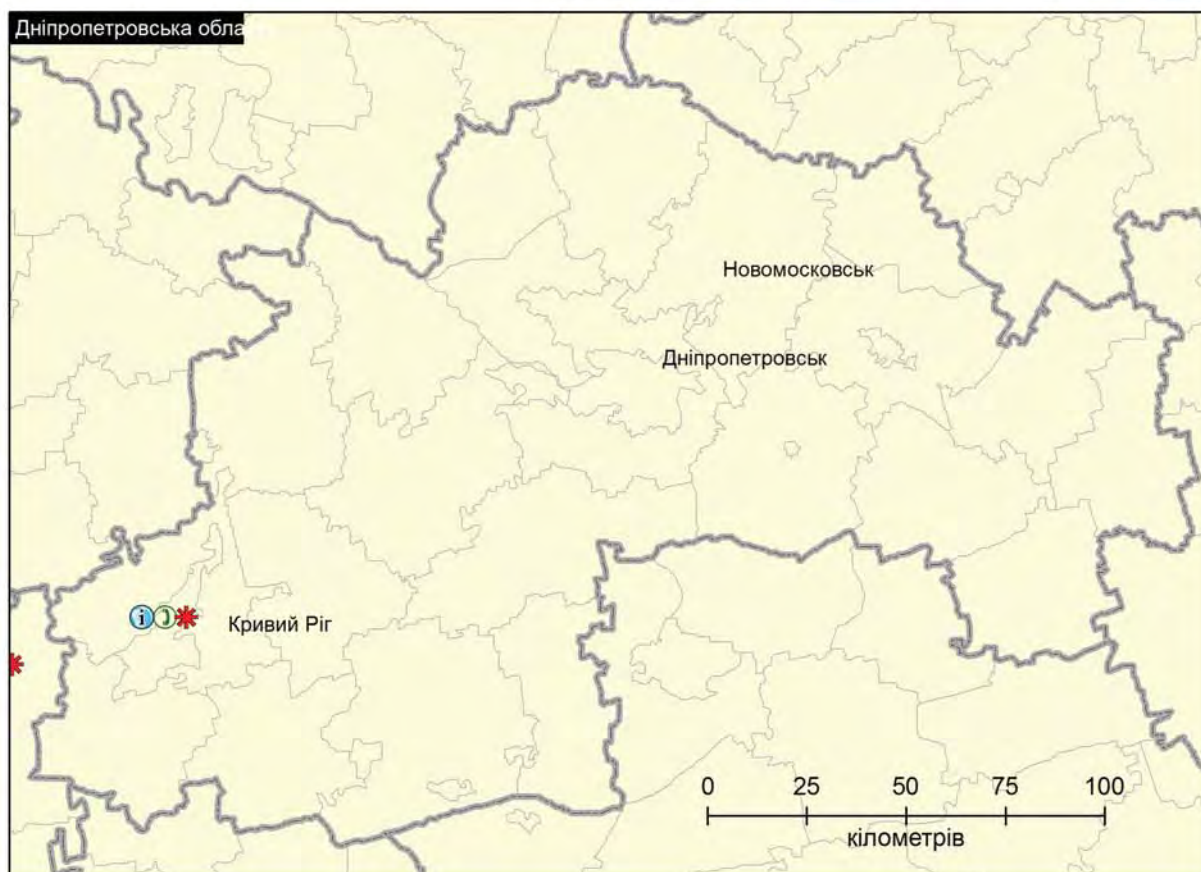 Дніпропетровська обла
Новомосковськ
Дніпропетровськ
i
Кривий Ріг
0 25 50 75 100
кілометрів